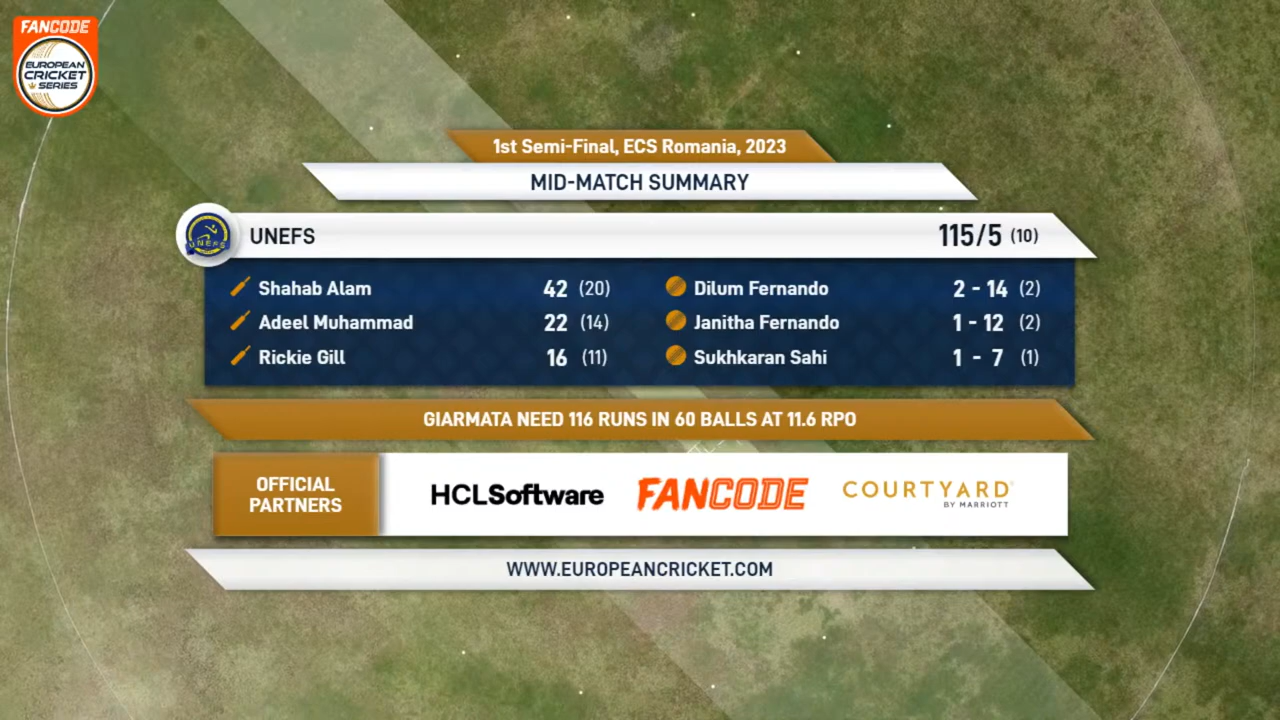 FANCODE
EUROPEAN
CRICKET
SERIES
1st Semi-Final, ECS Romania, 2023
MID-MATCH SUMMARY
UNEFS
UNEFS 115/5 (10)
Shahab Alam 42 (20) Dilum Fernando 2 - 14 (2)
Adeel Muhammad 22 (14) Janitha Fernando 1 - 12 (2)
Rickie Gill 16 (11) Sukhkaran Sahi 1 - 7 (1)
GIARMATA NEED 116 RUNS IN 60 BALLS AT 11.6 RPO
OFFICIAL
PARTNERS
HCLSoftware FANCODE COURTYARD®
BY MARRIOTT
WWW.EUROPEANCRICKET.COM